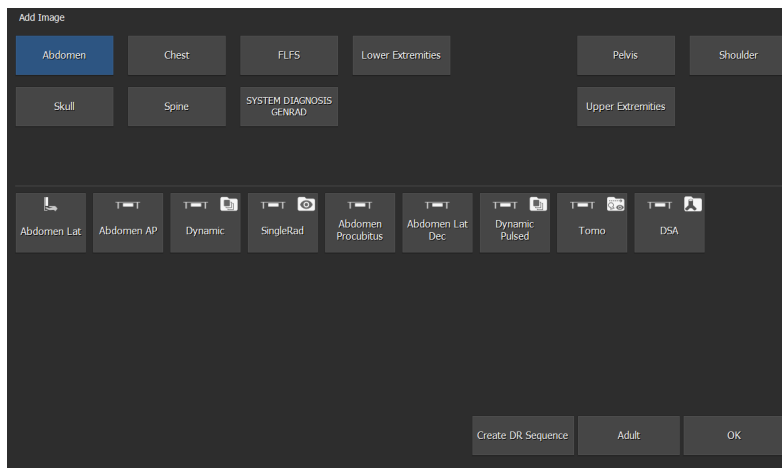 Add Image
Abdomen
Chest
FLFS
Lower Extremities
Pelvis
Shoulder
Skull
Spine
SYSTEM DIAGNOSIS
GENRAD
Upper Extremities
Abdomen Lat
Abdomen AP
Dynamic
SingleRad
Abdomen
Procubitus
Abdomen Lat
Dec
Dynamic
Pulsed
Tomo
DSA
Create DR Sequence
Adult
OK